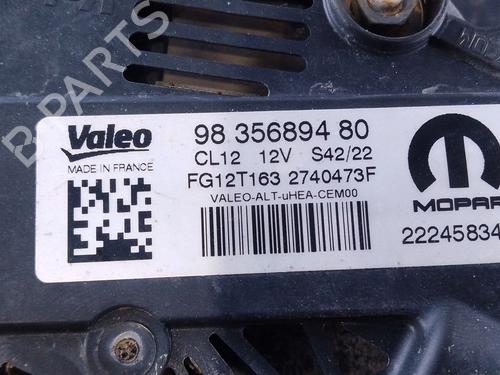 B-PARTS
Valeo
MADE IN FRANCE
98 356894 80
CL12 12V S42/22
FG12T163 2740473F
VALEO-ALT-uHEA-CEM00
MOPAR
22245834